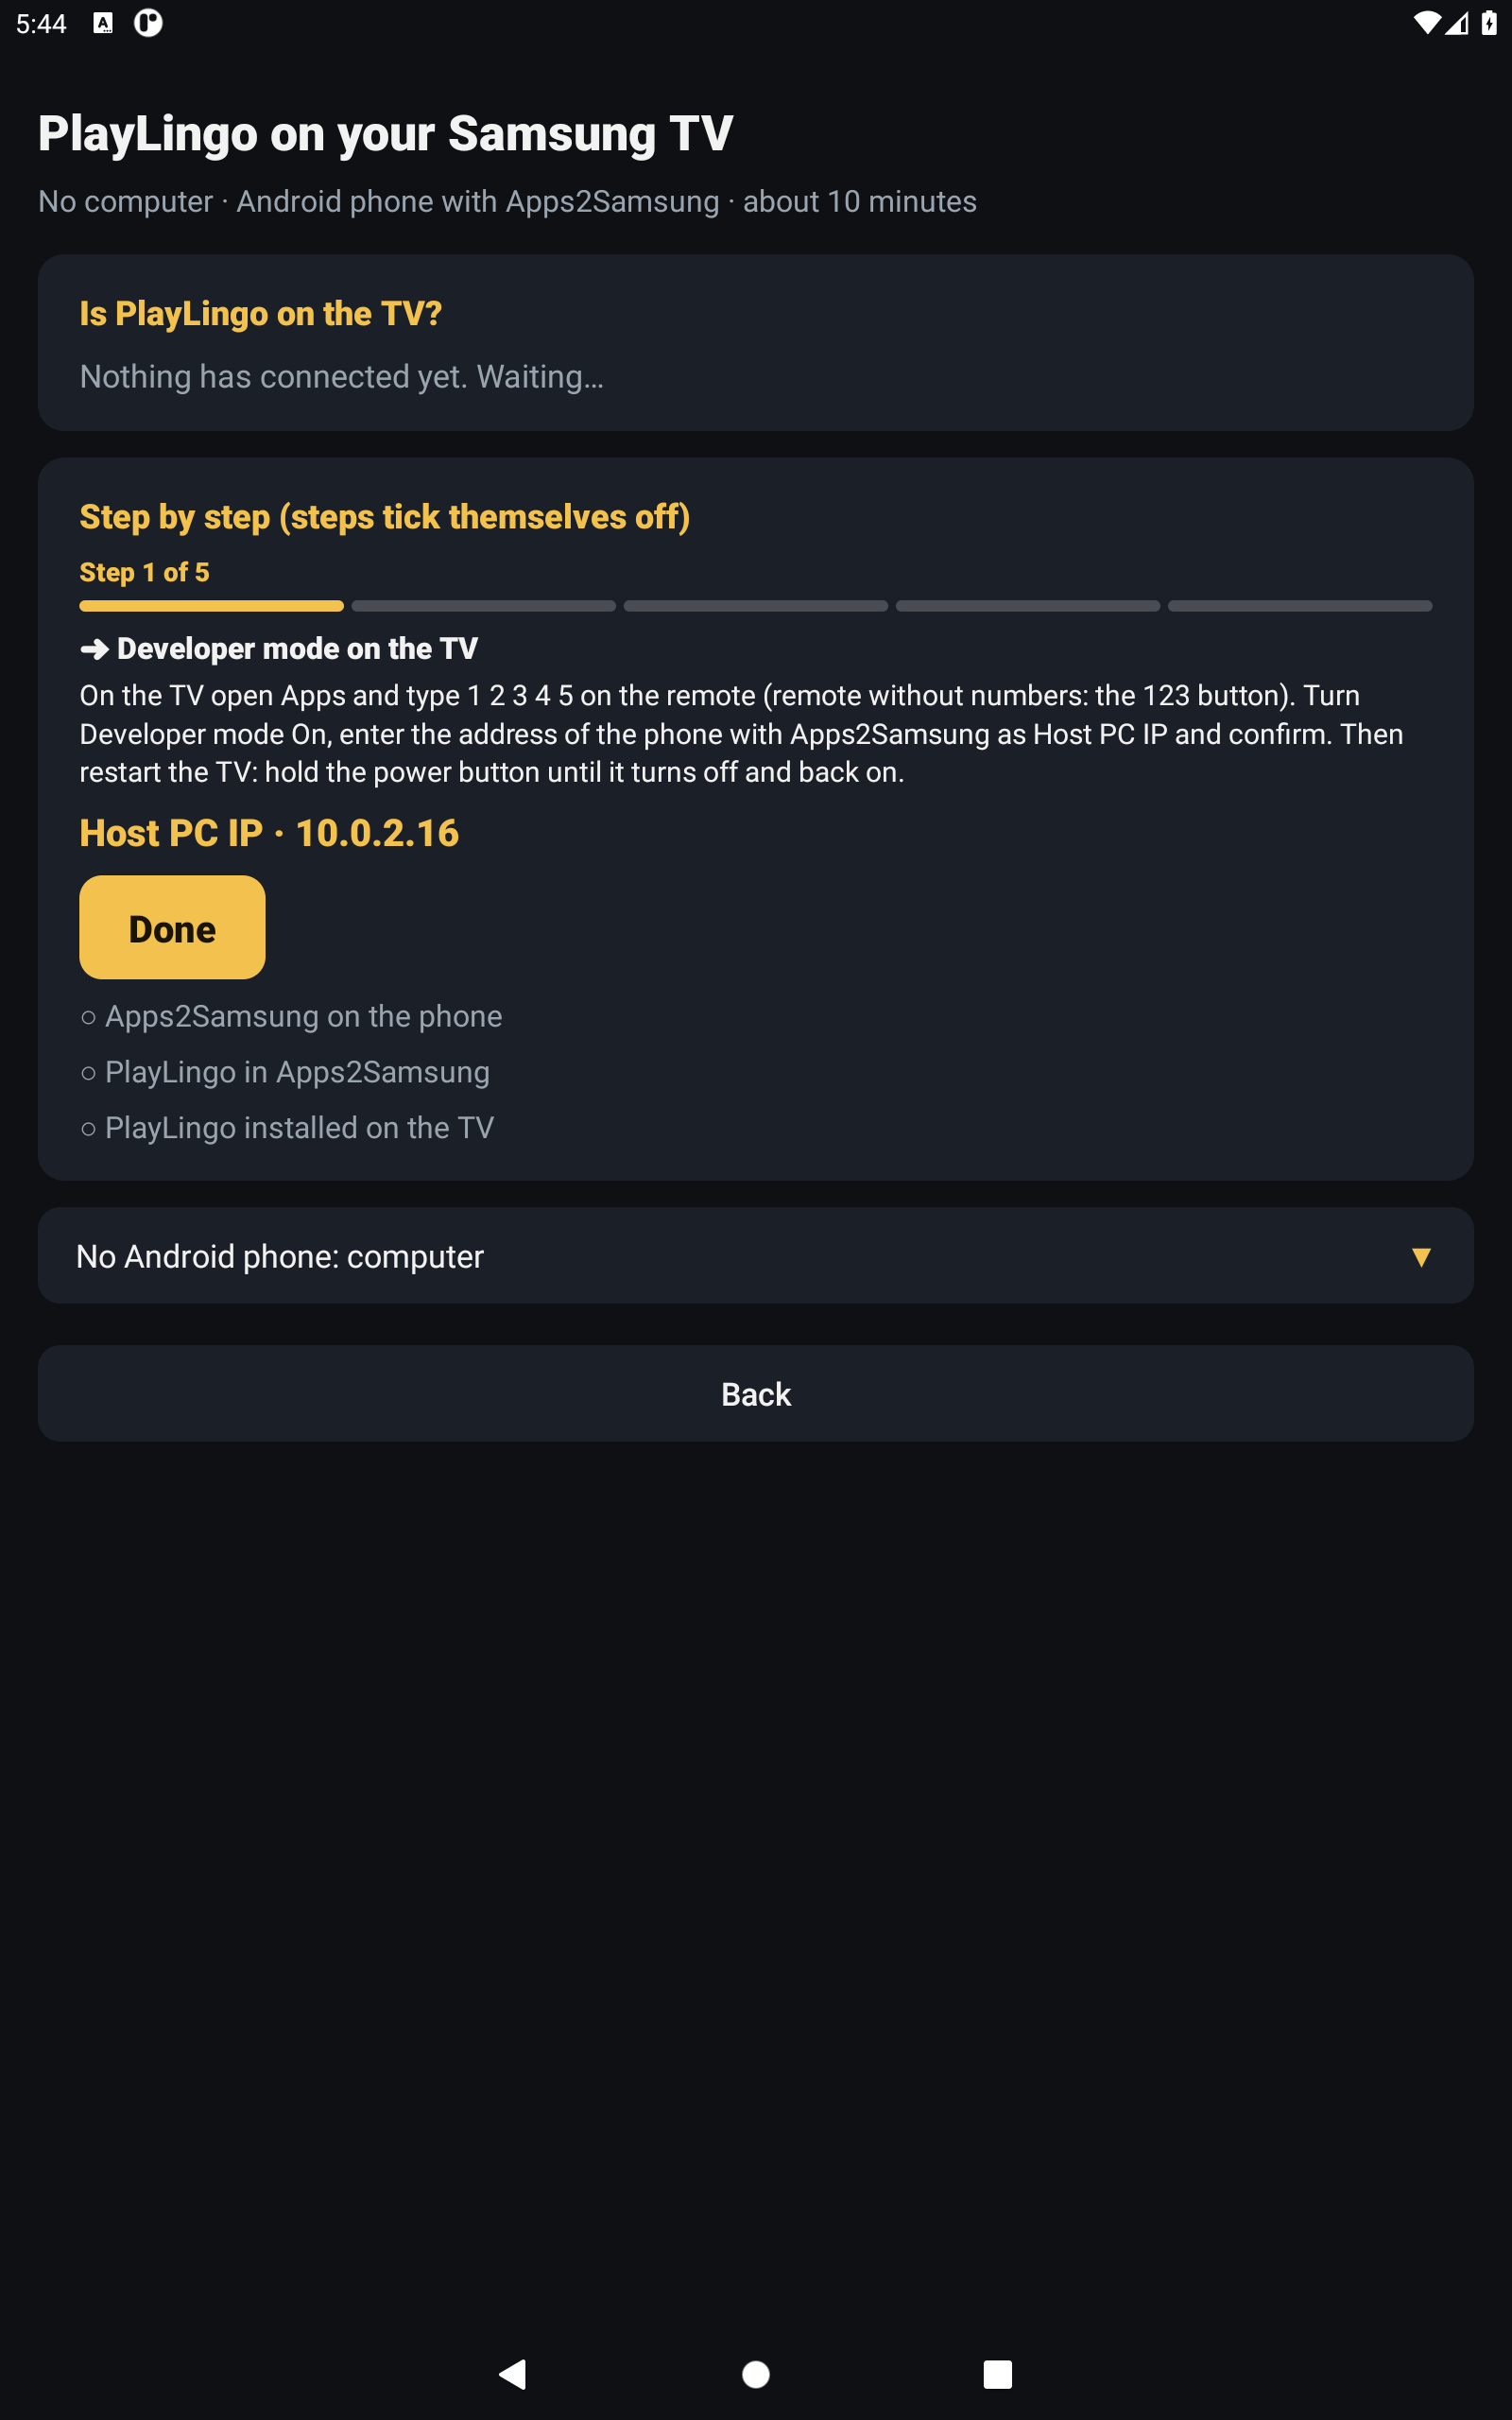 5:44
PlayLingo on your Samsung TV
No computer · Android phone with Apps2Samsung · about 10 minutes
Is PlayLingo on the TV?
Nothing has connected yet. Waiting…
Step by step (steps tick themselves off)
Step 1 of 5
➔ Developer mode on the TV
On the TV open Apps and type 1 2 3 4 5 on the remote (remote without numbers: the 123 button). Turn
Developer mode On, enter the address of the phone with Apps2Samsung as Host PC IP and confirm. Then
restart the TV: hold the power button until it turns off and back on.
Host PC IP · 10.0.2.16
Done
○ Apps2Samsung on the phone
○ PlayLingo in Apps2Samsung
○ PlayLingo installed on the TV
No Android phone: computer ▼
Back